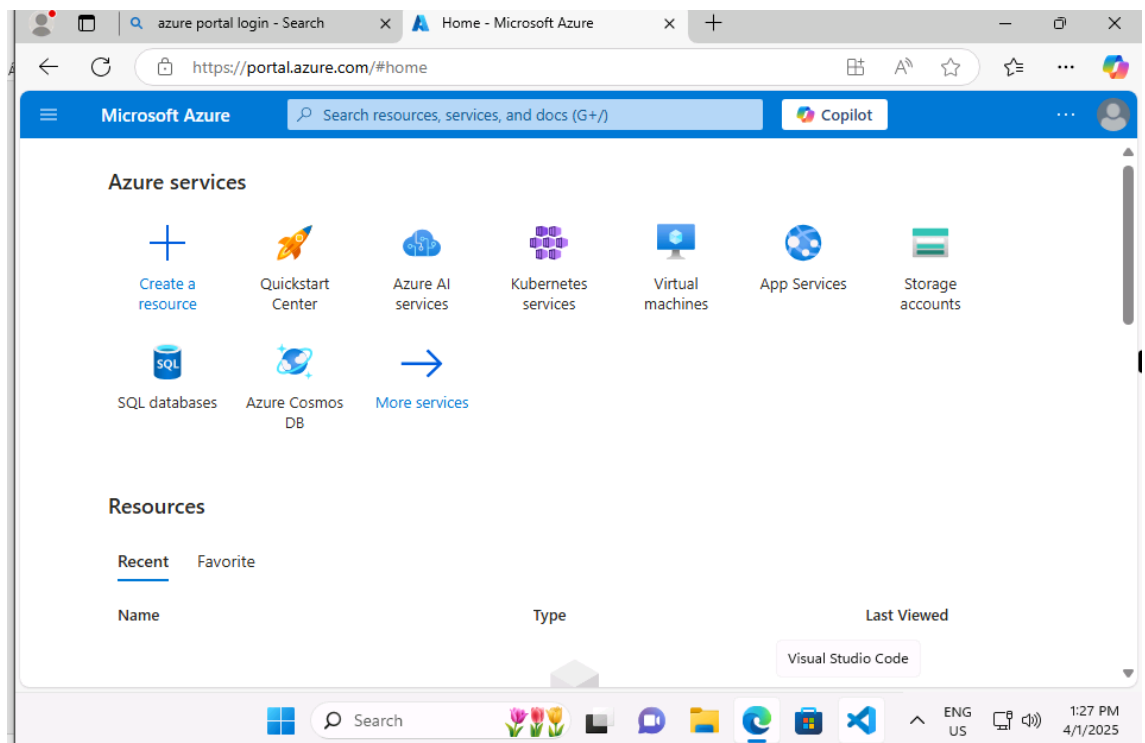 azure portal login - Search
Home - Microsoft Azure
https://portal.azure.com/#home
Microsoft Azure
Search resources, services, and docs (G+/)
Copilot
Azure services
Create a resource
Quickstart Center
Azure AI services
Kubernetes services
Virtual machines
App Services
Storage accounts
SQL databases
Azure Cosmos DB
More services
Resources
Recent
Favorite
Name
Type
Last Viewed
Visual Studio Code
Search
ENG
US
1:27 PM
4/1/2025